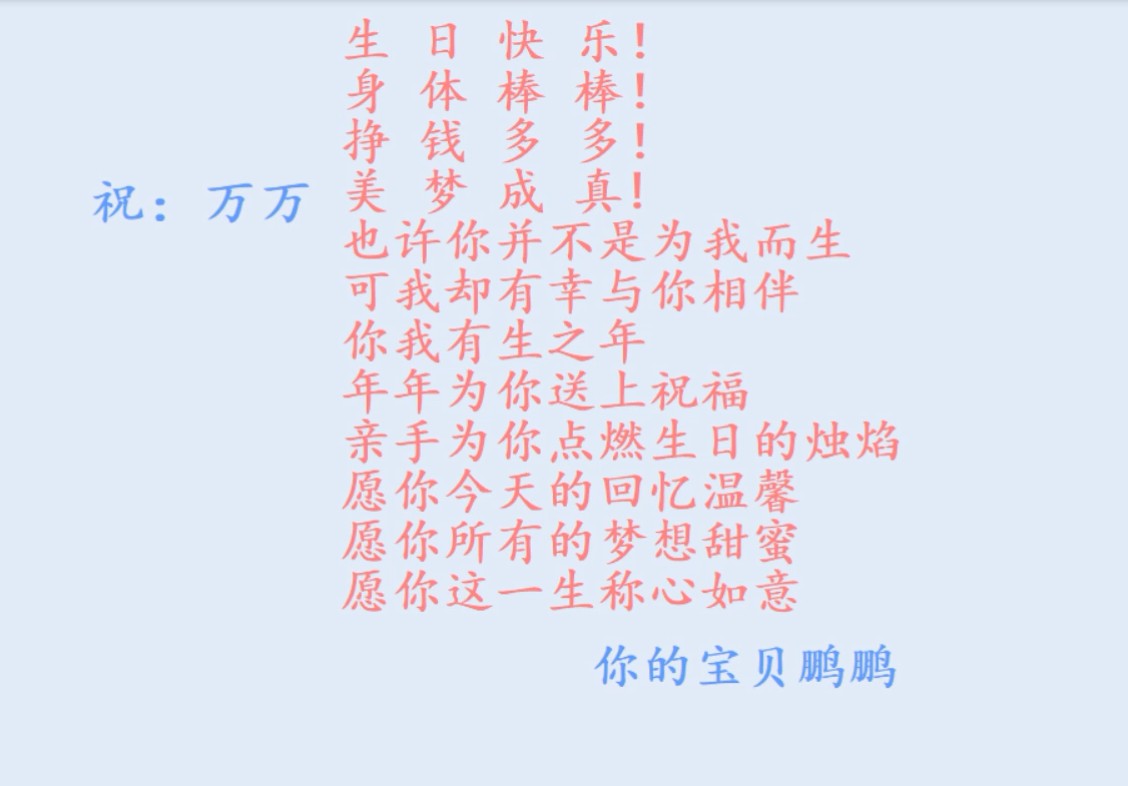 祝：万万
生 日 快 乐！
身 体 棒 棒！
挣 钱 多 多！
美 梦 成 真！
也许你并不是为我而生
可我却有幸与你相伴
你我有生之年
年年为你送上祝福
亲手为你点燃生日的烛焰
愿你今天的回忆温馨
愿你所有的梦想甜蜜
愿你这一生称心如意
你的宝贝鹏鹏